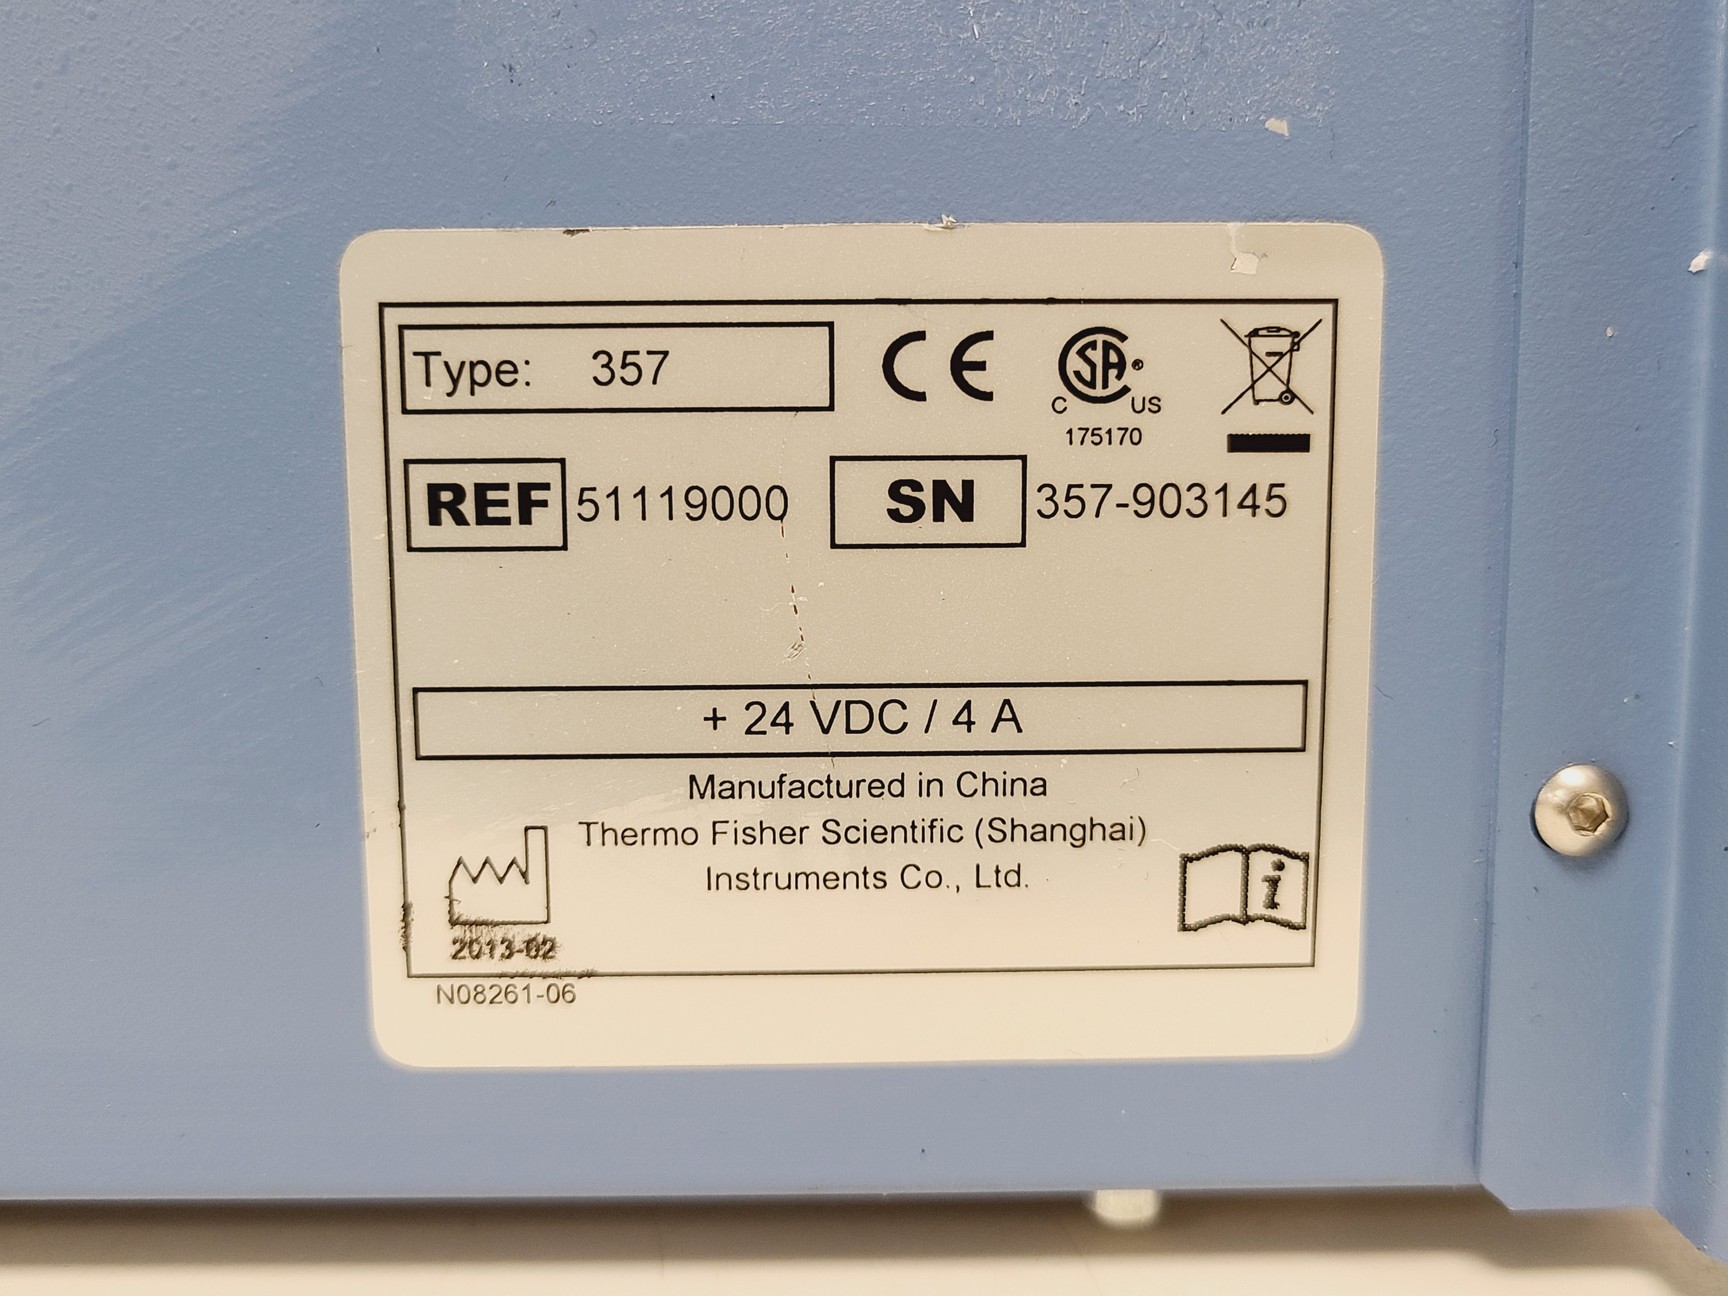 Type: 357
CE
CSA®
C US
175170
REF 51119000 SN 357-903145
+ 24 VDC / 4 A
Manufactured in China
Thermo Fisher Scientific (Shanghai)
Instruments Co., Ltd.
i
2013-02
N08261-06